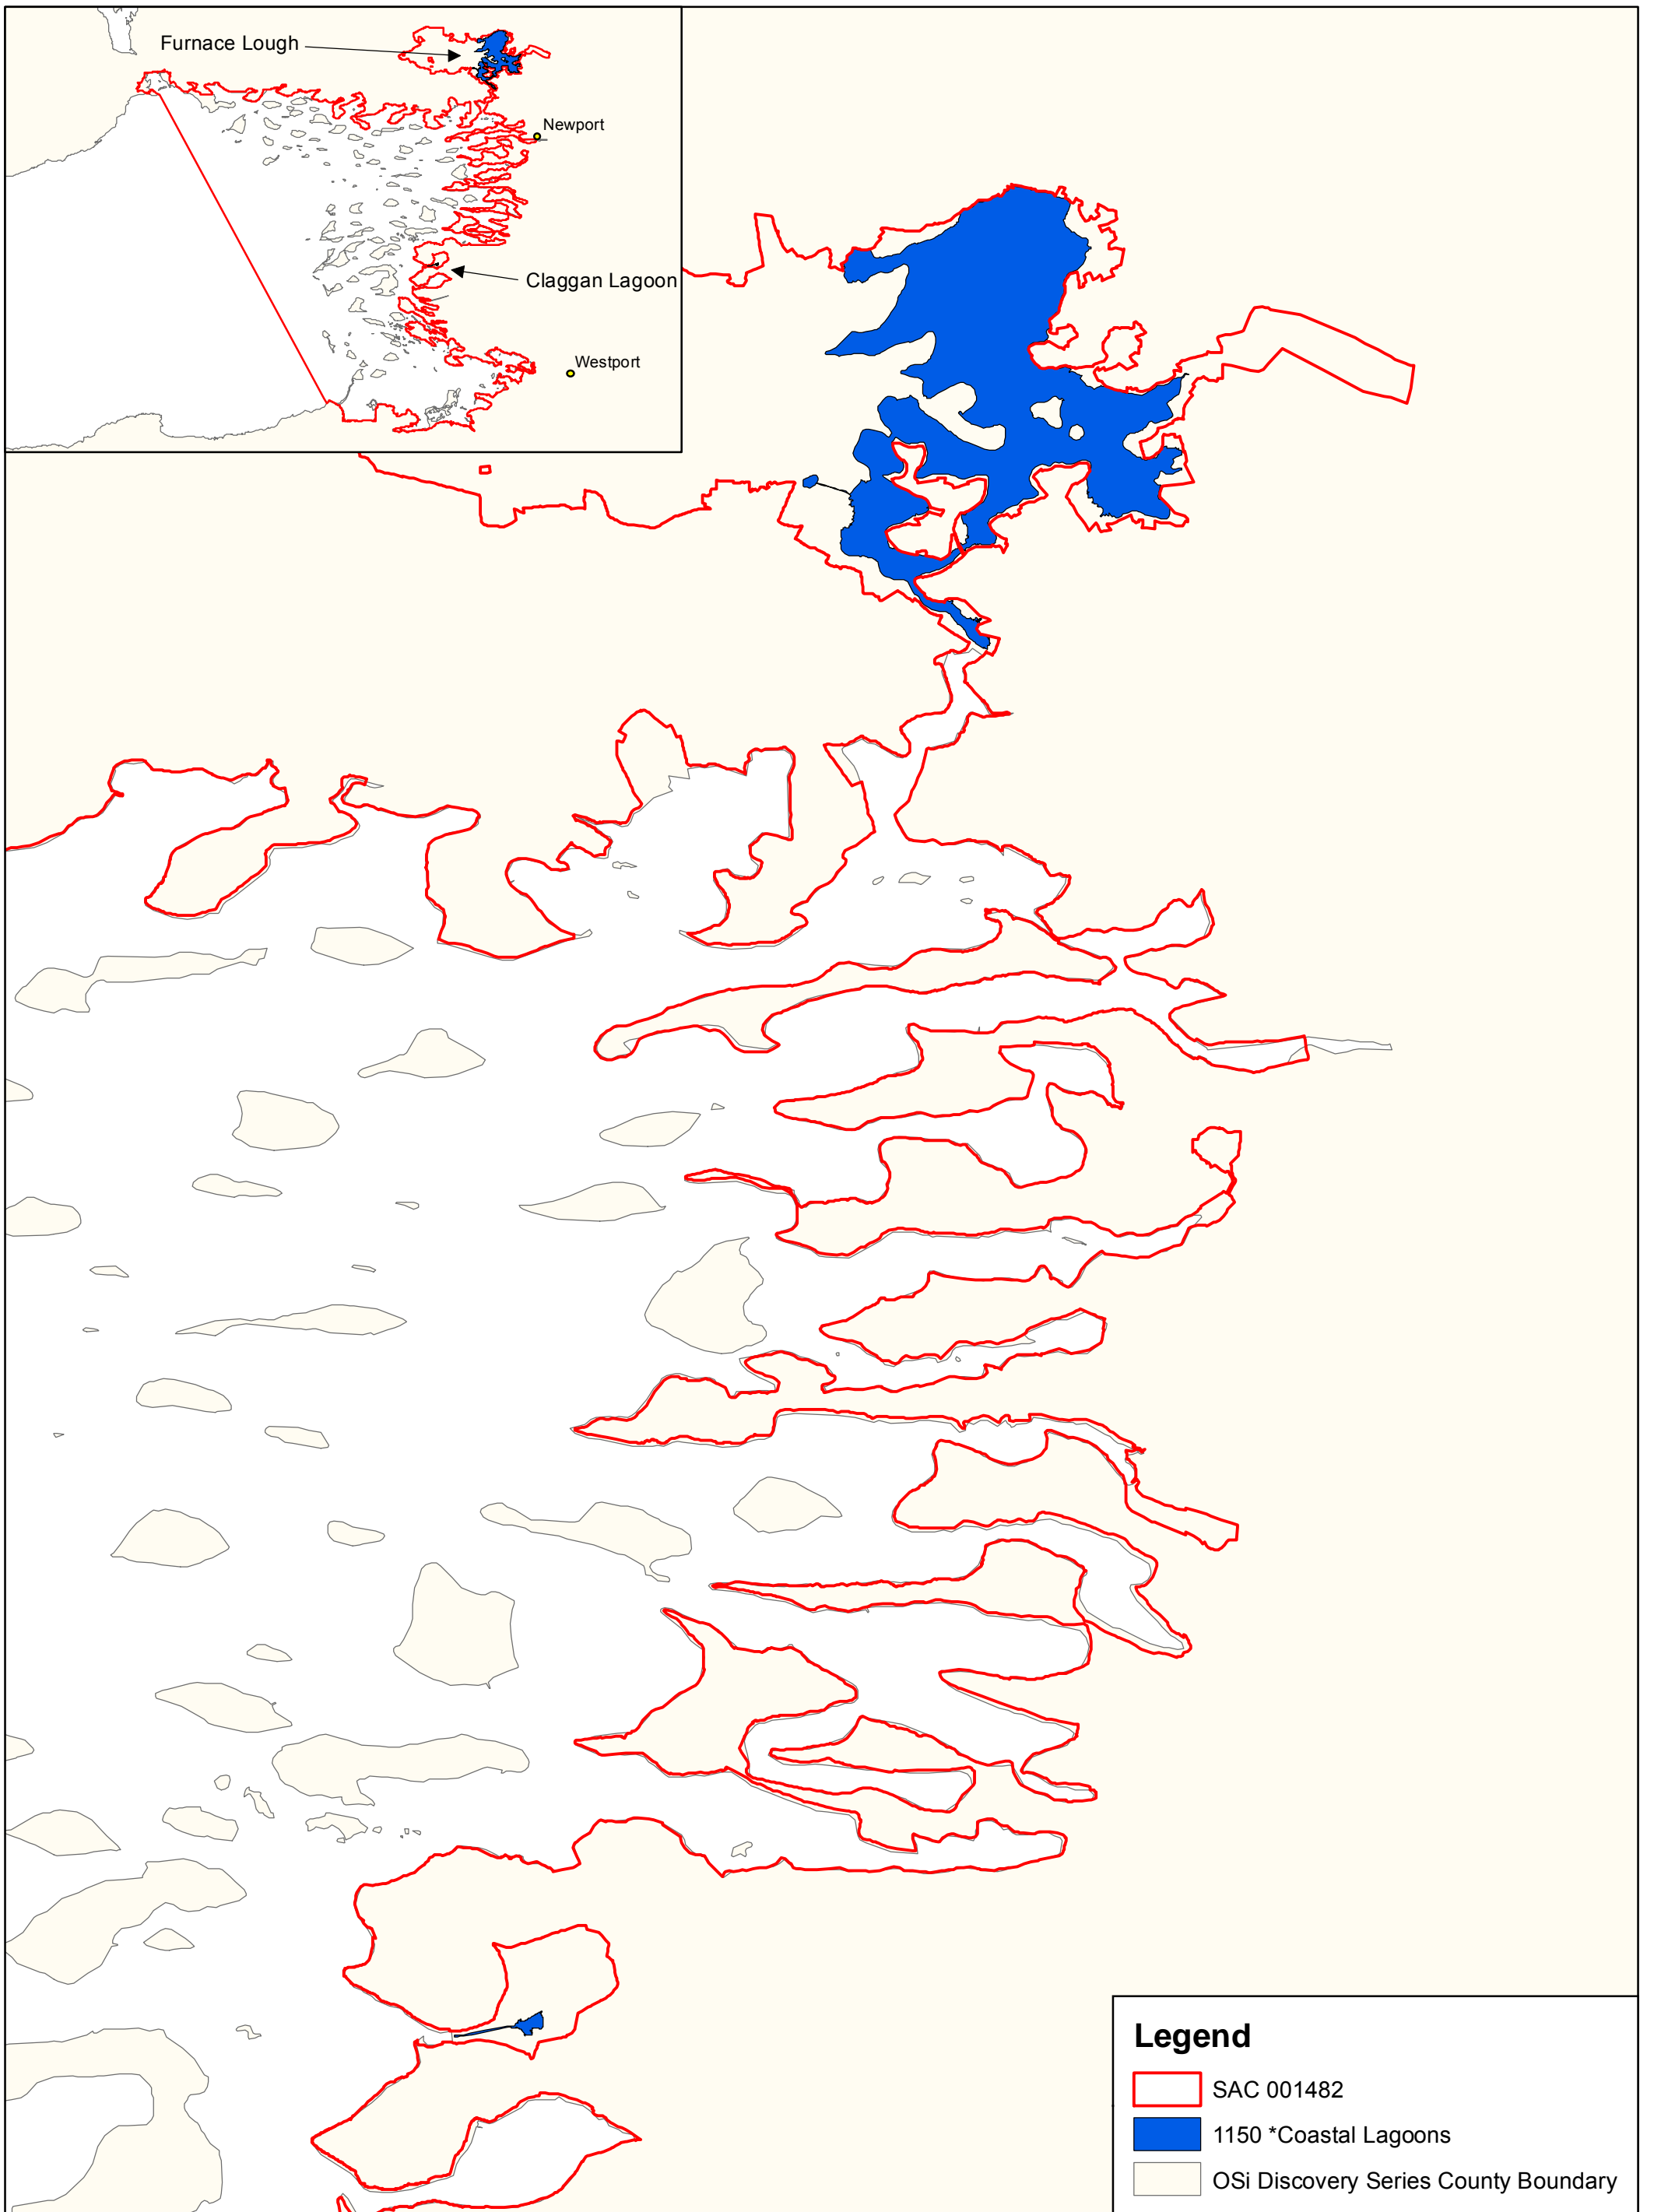 Furnace Lough
Newport
Claggan Lagoon
Westport
Legend
SAC 001482
1150 *Coastal Lagoons
OSi Discovery Series County Boundary